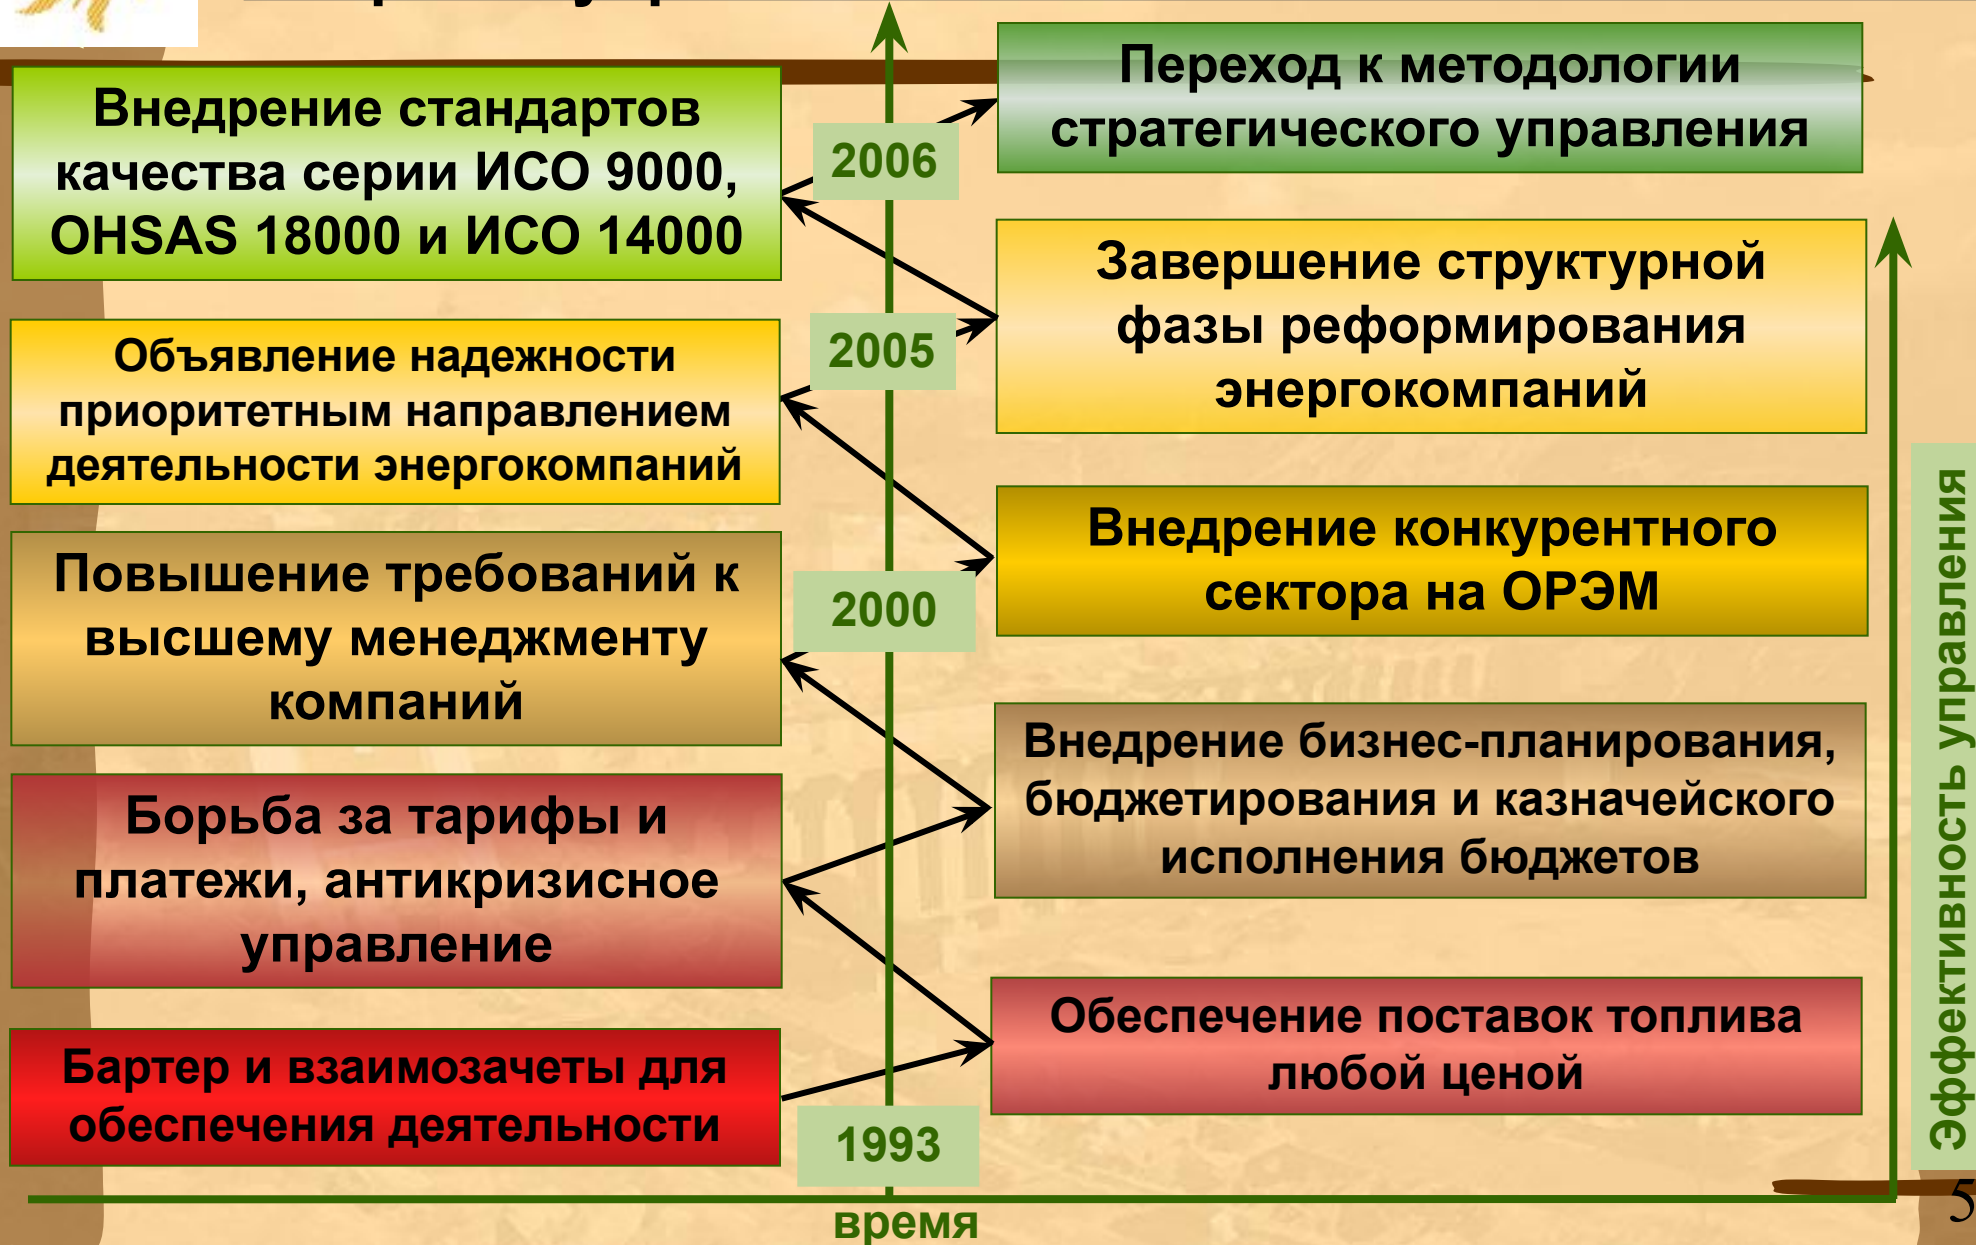 Переход к методологии
стратегического управления
Внедрение стандартов
качества серии ИСО 9000,
OHSAS 18000 и ИСО 14000
2006
Завершение структурной
фазы реформирования
энергокомпаний
2005
Объявление надежности
приоритетным направлением
деятельности энергокомпаний
Внедрение конкурентного
сектора на ОРЭМ
2000
Повышение требований к
высшему менеджменту
компаний
Внедрение бизнес-планирования,
бюджетирования и казначейского
исполнения бюджетов
Борьба за тарифы и
платежи, антикризисное
управление
Обеспечение поставок топлива
любой ценой
Бартер и взаимозачеты для
обеспечения деятельности
1993
время
Эффективность управления
5